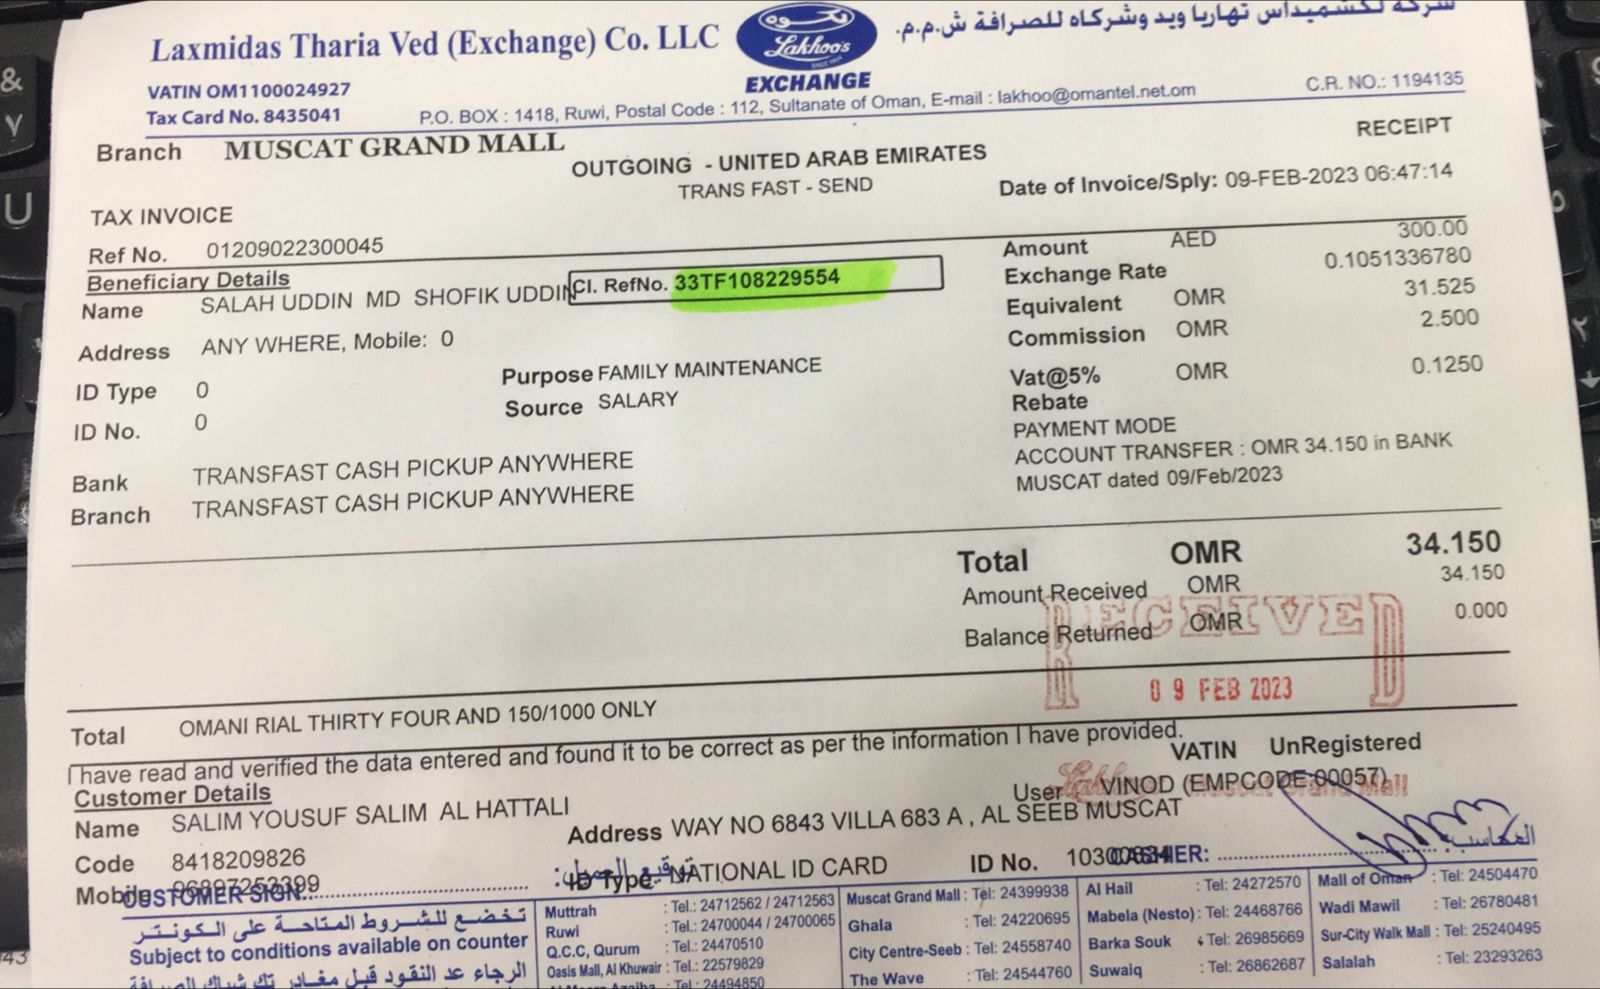 Laxmidas Tharia Ved (Exchange) Co. LLC
لكشميداس تهاريا ويد وشركاه للصرافة ش.م.م.
Lakhoo's
EXCHANGE
VATIN OM1100024927
Tax Card No. 8435041
P.O. BOX : 1418, Ruwi, Postal Code : 112, Sultanate of Oman, E-mail : lakhoo@omantel.net.om
C.R. NO.: 1194135
Branch MUSCAT GRAND MALL
RECEIPT
OUTGOING - UNITED ARAB EMIRATES
TRANS FAST - SEND
Date of Invoice/Sply: 09-FEB-2023 06:47:14
TAX INVOICE
Ref No. 01209022300045
Beneficiary Details
Cl. RefNo. 33TF108229554
Name SALAH UDDIN MD SHOFIK UDDIN
Address ANY WHERE, Mobile: 0
ID Type 0
ID No. 0
Purpose FAMILY MAINTENANCE
Source SALARY
Bank TRANSFAST CASH PICKUP ANYWHERE
Branch TRANSFAST CASH PICKUP ANYWHERE
Amount AED 300.00
Exchange Rate 0.1051336780
Equivalent OMR 31.525
Commission OMR 2.500
Vat@5% OMR 0.1250
Rebate
PAYMENT MODE
ACCOUNT TRANSFER : OMR 34.150 in BANK
MUSCAT dated 09/Feb/2023
Total OMR 34.150
Amount Received OMR 34.150
Balance Returned OMR 0.000
RECEIVED
09 FEB 2023
Total OMANI RIAL THIRTY FOUR AND 150/1000 ONLY
I have read and verified the data entered and found it to be correct as per the information I have provided.
VATIN UnRegistered
Customer Details
User VINOD (EMPCODE 00057)
Name SALIM YOUSUF SALIM AL HATTALI
Address WAY NO 6843 VILLA 683 A , AL SEEB MUSCAT
Code 8418209826
ID Type NATIONAL ID CARD
ID No.
CASHIER:
Mobile 96897253399
CUSTOMER SIGN
توقيع العميل:
المحاسب:
تخضع للشروط المتاحة على الكونتر
Subject to conditions available on counter
Muttrah : Tel.: 24712562 / 24712563
Ruwi : Tel.: 24700044 / 24700065
Q.C.C, Qurum : Tel.: 24470510
Oasis Mall, Al Khuwair : Tel.: 22579829
: Tel.: 24494850
Muscat Grand Mall : Tel: 24399938
Ghala : Tel: 24220695
City Centre-Seeb : Tel: 24558740
The Wave : Tel: 24544760
Al Hail : Tel: 24272570
Mabela (Nesto) : Tel: 24468766
Barka Souk : Tel: 26985669
Suwaiq : Tel: 26862687
Mall of Oman : Tel: 24504470
Wadi Mawil : Tel: 26780481
Sur-City Walk Mall : Tel: 25240495
Salalah : Tel: 23293263